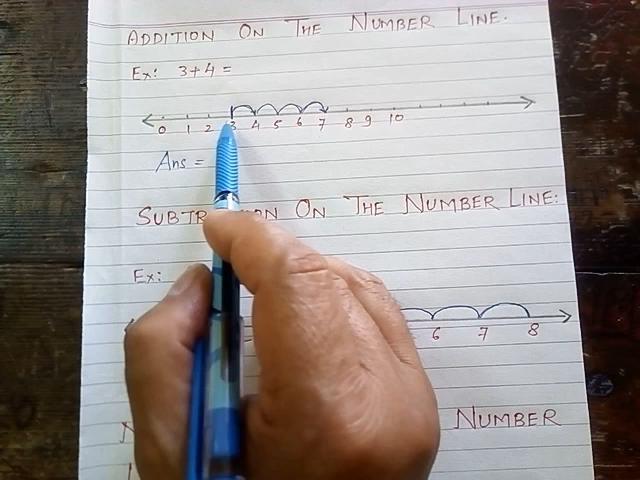 ADDITION ON THE NUMBER LINE.
Ex: 3+4=
0 1 2 3 4 5 6 7 8 9 10
Ans =
ON THE NUMBER LINE:
Ex:
6 7 8
NUMBER